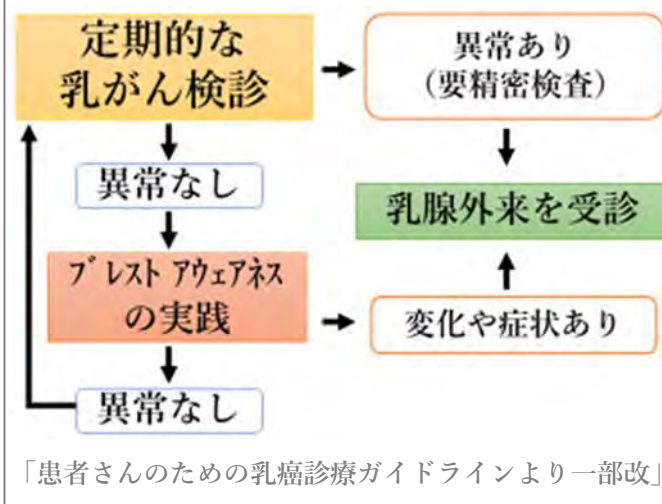 定期的な
乳がん検診
異常あり
（要精密検査）
異常なし
乳腺外来を受診
ブレスト アウェアネス
の実践
変化や症状あり
異常なし
「患者さんのための乳癌診療ガイドラインより一部改」